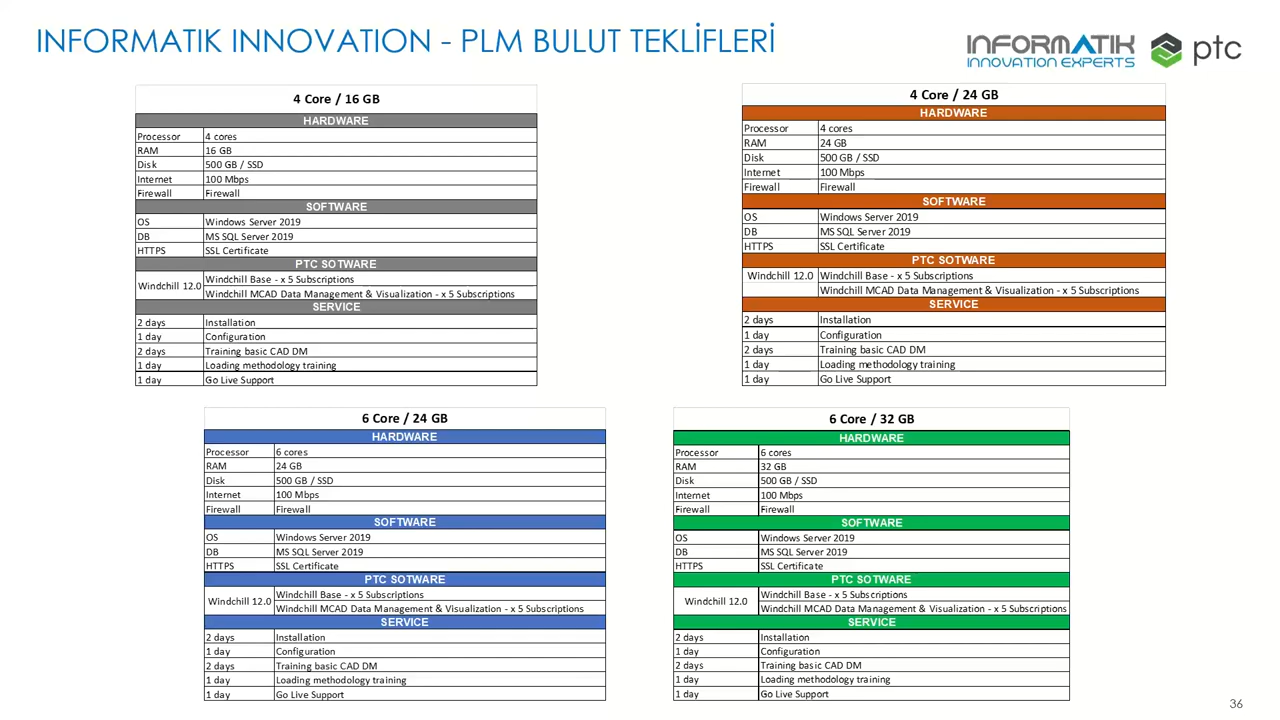 INFORMATIK INNOVATION - PLM BULUT TEKLİFLERİ
INFORMATIK
INNOVATION EXPERTS
ptc
4 Core / 16 GB
HARDWARE
Processor 4 cores
RAM 16 GB
Disk 500 GB / SSD
Internet 100 Mbps
Firewall Firewall
SOFTWARE
OS Windows Server 2019
DB MS SQL Server 2019
HTTPS SSL Certificate
PTC SOTWARE
Windchill 12.0 Windchill Base - x 5 Subscriptions
Windchill MCAD Data Management & Visualization - x 5 Subscriptions
SERVICE
2 days Installation
1 day Configuration
2 days Training basic CAD DM
1 day Loading methodology training
1 day Go Live Support
4 Core / 24 GB
HARDWARE
Processor 4 cores
RAM 24 GB
Disk 500 GB / SSD
Internet 100 Mbps
Firewall Firewall
SOFTWARE
OS Windows Server 2019
DB MS SQL Server 2019
HTTPS SSL Certificate
PTC SOTWARE
Windchill 12.0 Windchill Base - x 5 Subscriptions
Windchill MCAD Data Management & Visualization - x 5 Subscriptions
SERVICE
2 days Installation
1 day Configuration
2 days Training basic CAD DM
1 day Loading methodology training
1 day Go Live Support
6 Core / 24 GB
HARDWARE
Processor 6 cores
RAM 24 GB
Disk 500 GB / SSD
Internet 100 Mbps
Firewall Firewall
SOFTWARE
OS Windows Server 2019
DB MS SQL Server 2019
HTTPS SSL Certificate
PTC SOTWARE
Windchill 12.0 Windchill Base - x 5 Subscriptions
Windchill MCAD Data Management & Visualization - x 5 Subscriptions
SERVICE
2 days Installation
1 day Configuration
2 days Training basic CAD DM
1 day Loading methodology training
1 day Go Live Support
6 Core / 32 GB
HARDWARE
Processor 6 cores
RAM 32 GB
Disk 500 GB / SSD
Internet 100 Mbps
Firewall Firewall
SOFTWARE
OS Windows Server 2019
DB MS SQL Server 2019
HTTPS SSL Certificate
PTC SOTWARE
Windchill 12.0 Windchill Base - x 5 Subscriptions
Windchill MCAD Data Management & Visualization - x 5 Subscriptions
SERVICE
2 days Installation
1 day Configuration
2 days Training basic CAD DM
1 day Loading methodology training
1 day Go Live Support
36